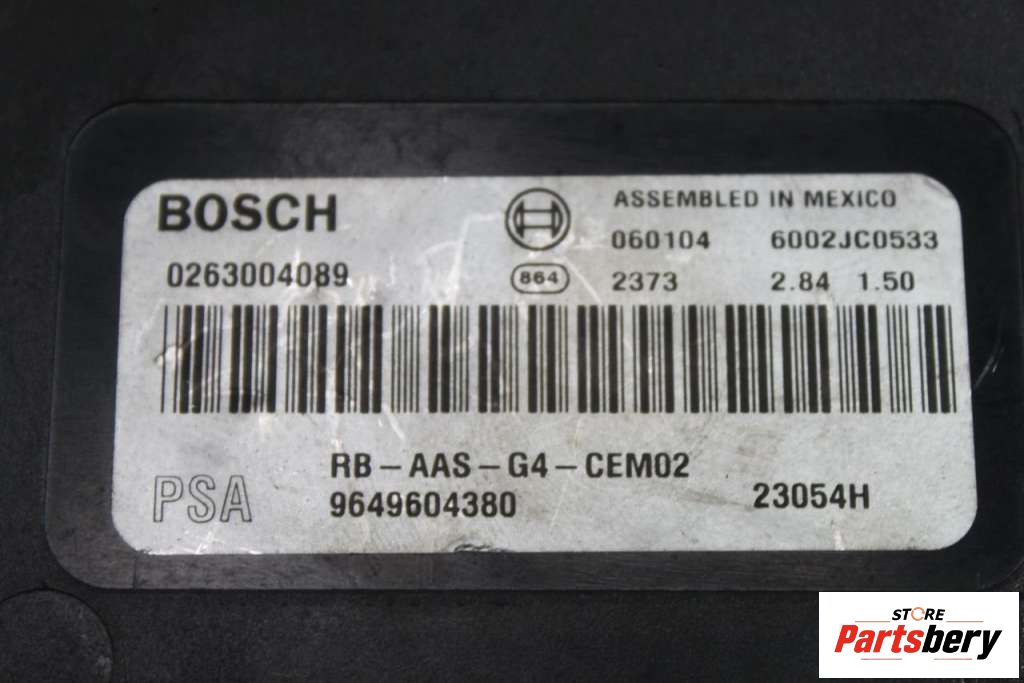 BOSCH
ASSEMBLED IN MEXICO
060104 6002JC0533
0263004089 864 2373 2.84 1.50
RB-AAS-G4-CEM02
PSA 9649604380 23054H
STORE
Partsbery